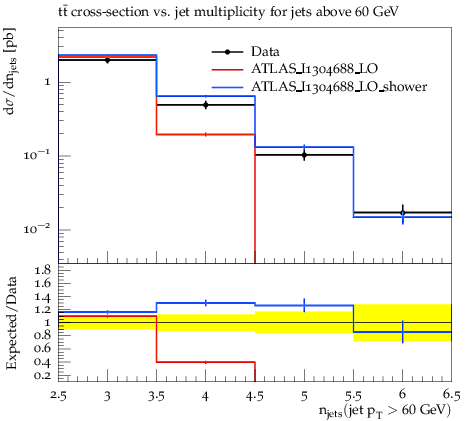 tt̄ cross-section vs. jet multiplicity for jets above 60 GeV
dσ/dn_jets [pb]
Data
ATLAS_I1304688_LO
ATLAS_I1304688_LO_shower
1
10⁻¹
10⁻²
Expected/Data
1.8
1.6
1.4
1.2
1
0.8
0.6
0.4
0.2
2.5 3 3.5 4 4.5 5 5.5 6 6.5
n_jets(jet p_T > 60 GeV)